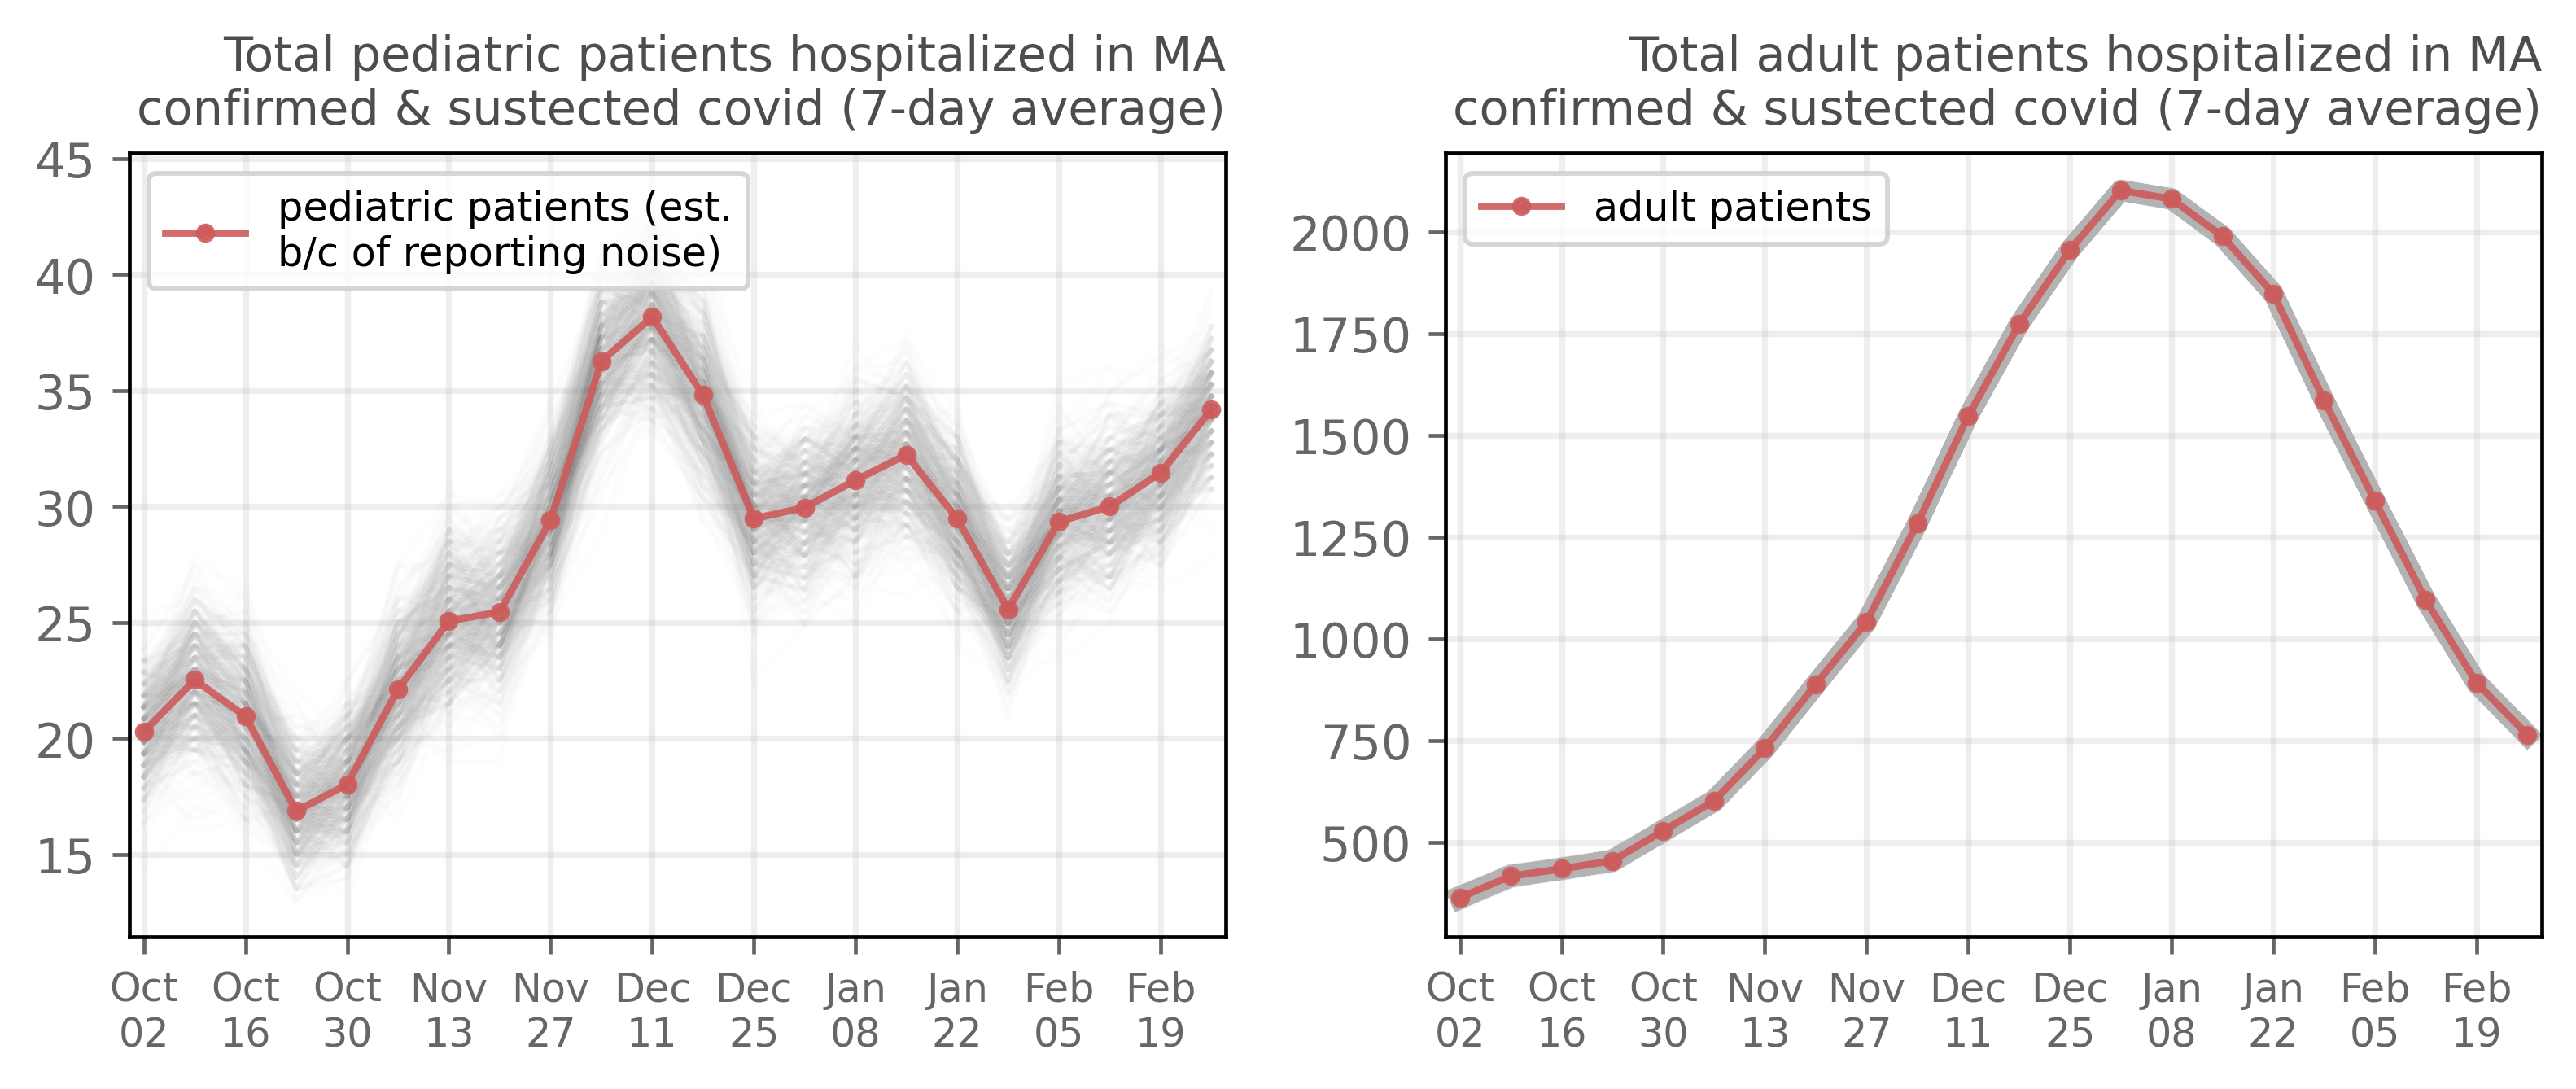 Total pediatric patients hospitalized in MA
confirmed & sustected covid (7-day average)
45
40
35
30
25
20
15
pediatric patients (est.
b/c of reporting noise)
Oct Oct Oct Nov Nov Dec Dec Jan Jan Feb Feb
02 16 30 13 27 11 25 08 22 05 19
Total adult patients hospitalized in MA
confirmed & sustected covid (7-day average)
2000
1750
1500
1250
1000
750
500
adult patients
Oct Oct Oct Nov Nov Dec Dec Jan Jan Feb Feb
02 16 30 13 27 11 25 08 22 05 19